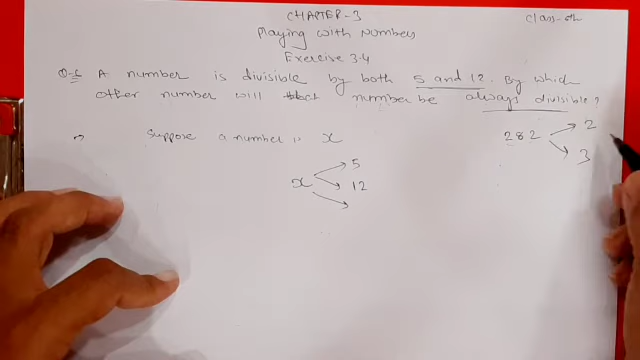 CHAPTER-3
Class-6th
Playing with Numbers
Exercise 3.4
Q-6 A number is divisible by both 5 and 12. By which
other number will that number be always divisible?
→ Suppose a number is x
282 → 2
→ 3
x → 5
→ 12
→